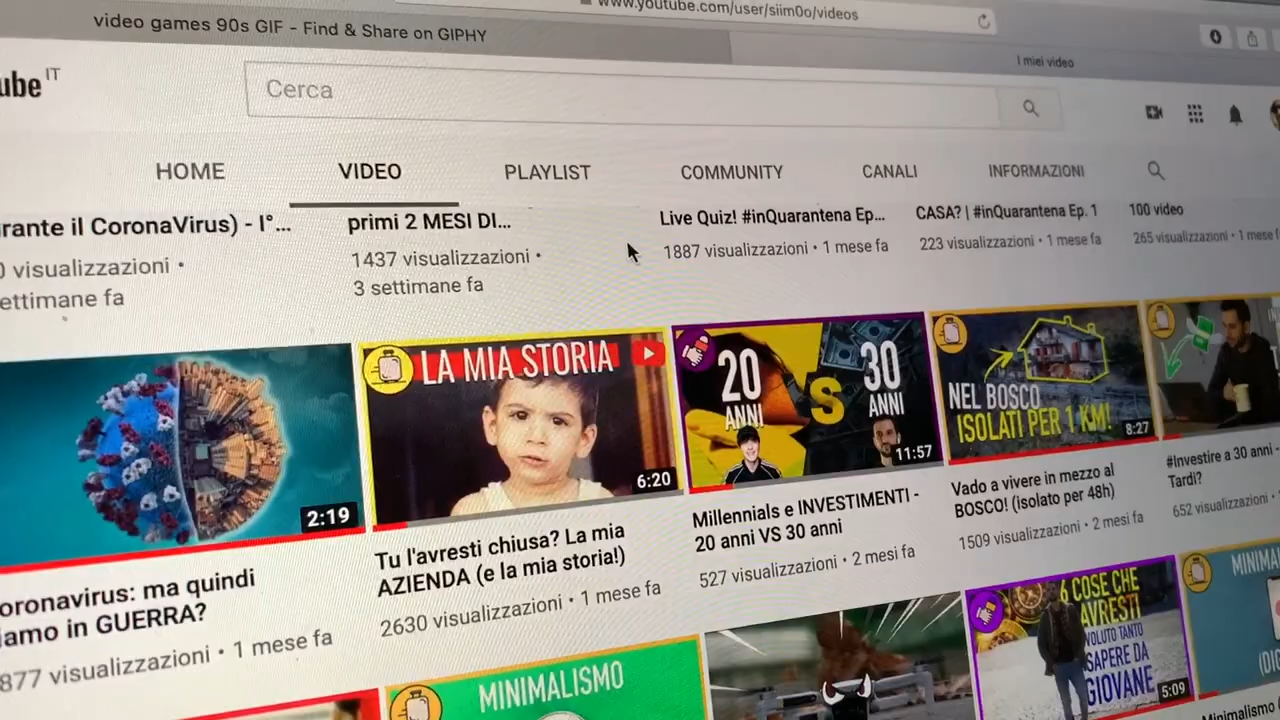 www.youtube.com/user/siim0o/videos
video games 90s GIF - Find & Share on GIPHY
I miei video
ube IT
Cerca
HOME
VIDEO
PLAYLIST
COMMUNITY
CANALI
INFORMAZIONI
rante il CoronaVirus) - I°...
0 visualizzazioni •
ettimane fa
primi 2 MESI DI...
1437 visualizzazioni •
3 settimane fa
Live Quiz! #inQuarantena Ep...
1887 visualizzazioni • 1 mese fa
CASA? | #inQuarantena Ep. 1
223 visualizzazioni • 1 mese fa
100 video
265 visualizzazioni • 1 mese f
2:19
oronavirus: ma quindi
iamo in GUERRA?
877 visualizzazioni • 1 mese fa
LA MIA STORIA
6:20
Tu l'avresti chiusa? La mia
AZIENDA (e la mia storia!)
2630 visualizzazioni • 1 mese fa
20
ANNI
VS
30
ANNI
11:57
Millennials e INVESTIMENTI -
20 anni VS 30 anni
527 visualizzazioni • 2 mesi fa
NEL BOSCO
ISOLATI PER 1 KM!
8:27
Vado a vivere in mezzo al
BOSCO! (isolato per 48h)
1509 visualizzazioni • 2 mesi fa
#Investire a 30 anni -
Tardi?
652 visualizzazioni •
MINIMALISMO
6 COSE CHE
AVRESTI
VOLUTO TANTO
SAPERE DA
GIOVANE
5:09
MINIMA
(DIG
Minimalismo